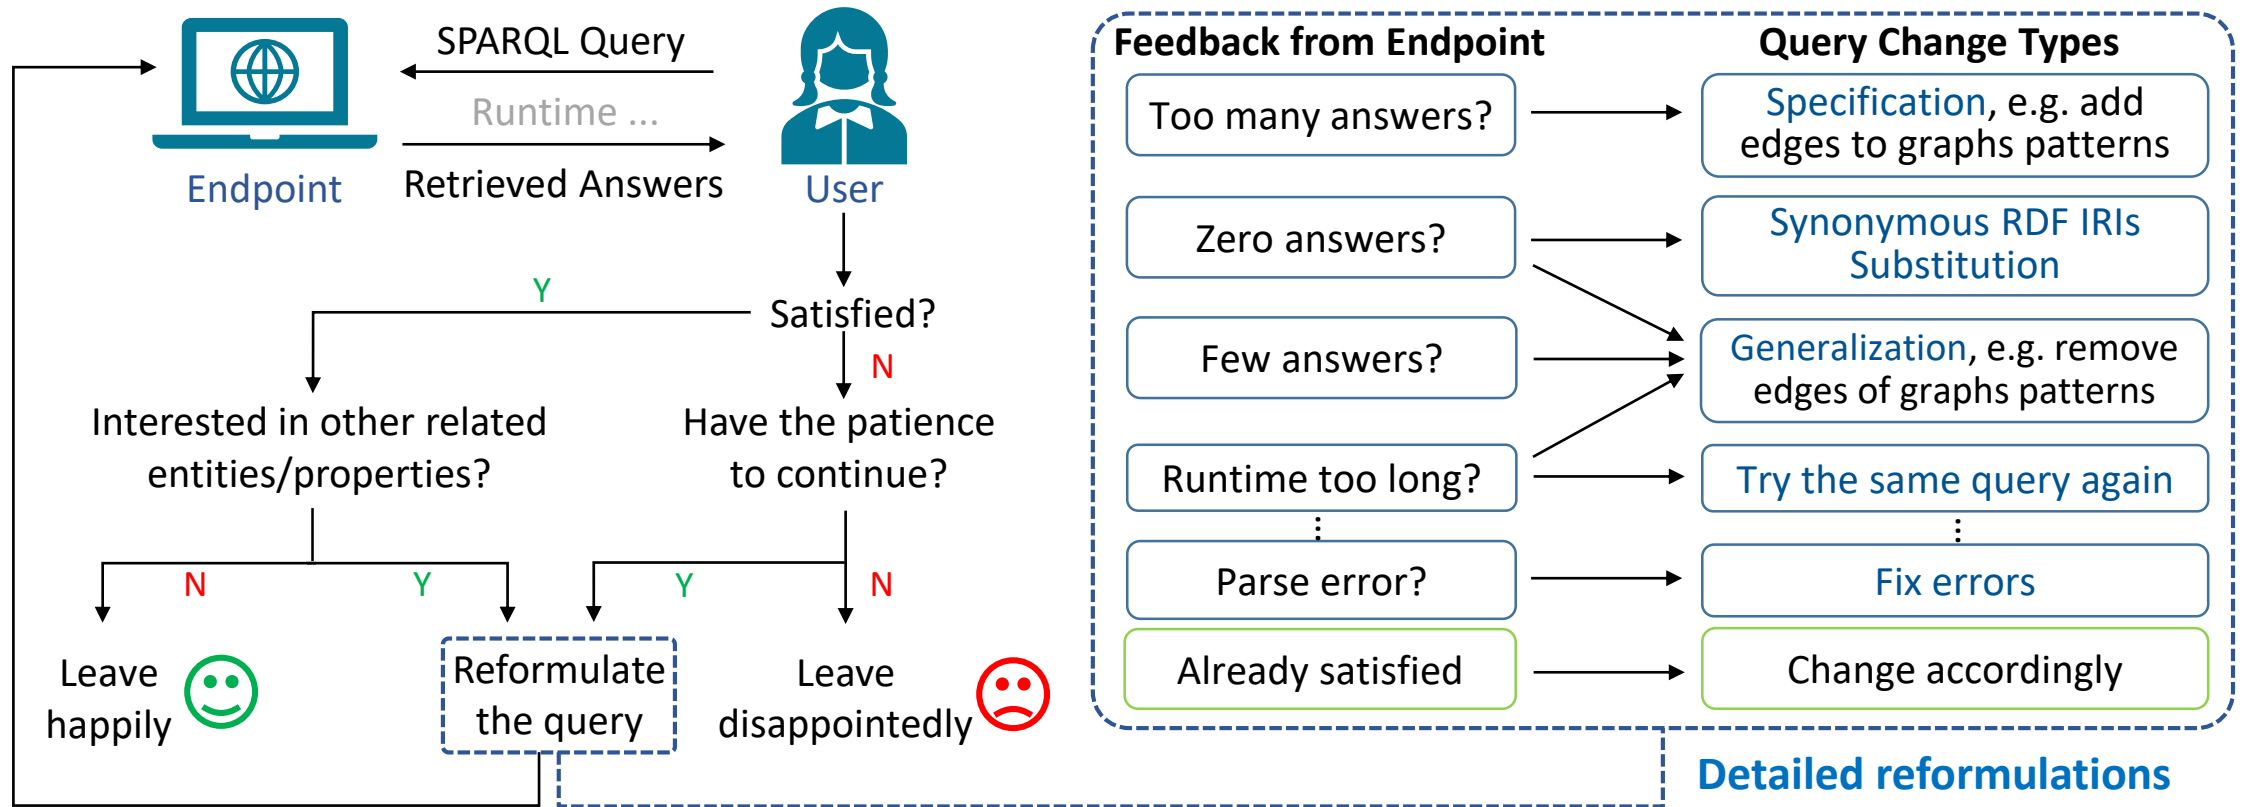 SPARQL Query
Runtime ...
Retrieved Answers
Endpoint
User
Satisfied?
Y
N
Interested in other related
entities/properties?
Have the patience
to continue?
N
Y
Y
N
Leave
happily
Reformulate
the query
Leave
disappointedly
Feedback from Endpoint
Query Change Types
Too many answers?
Specification, e.g. add
edges to graphs patterns
Zero answers?
Synonymous RDF IRIs
Substitution
Few answers?
Generalization, e.g. remove
edges of graphs patterns
Runtime too long?
Try the same query again
⋮
⋮
Parse error?
Fix errors
Already satisfied
Change accordingly
Detailed reformulations